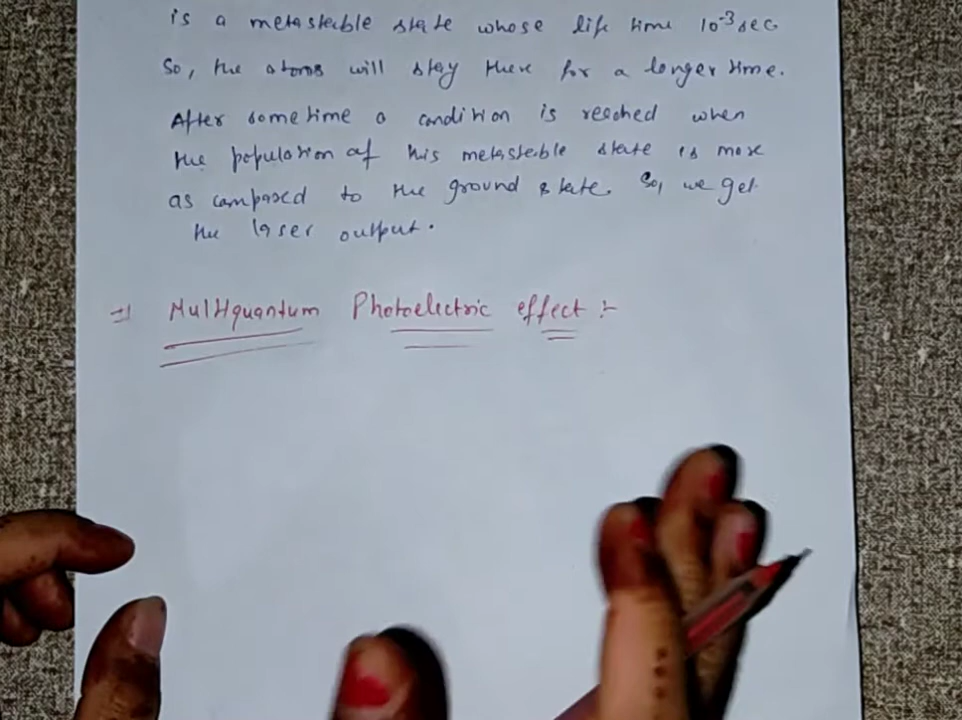 is a metastable state whose life time 10⁻³ sec
So, the atoms will stay there for a longer time.
After sometime a condition is reached when
the population of this metastable state is more
as compared to the ground state. So, we get
the laser output.
⇒ Multiquantum Photoelectric effect :-